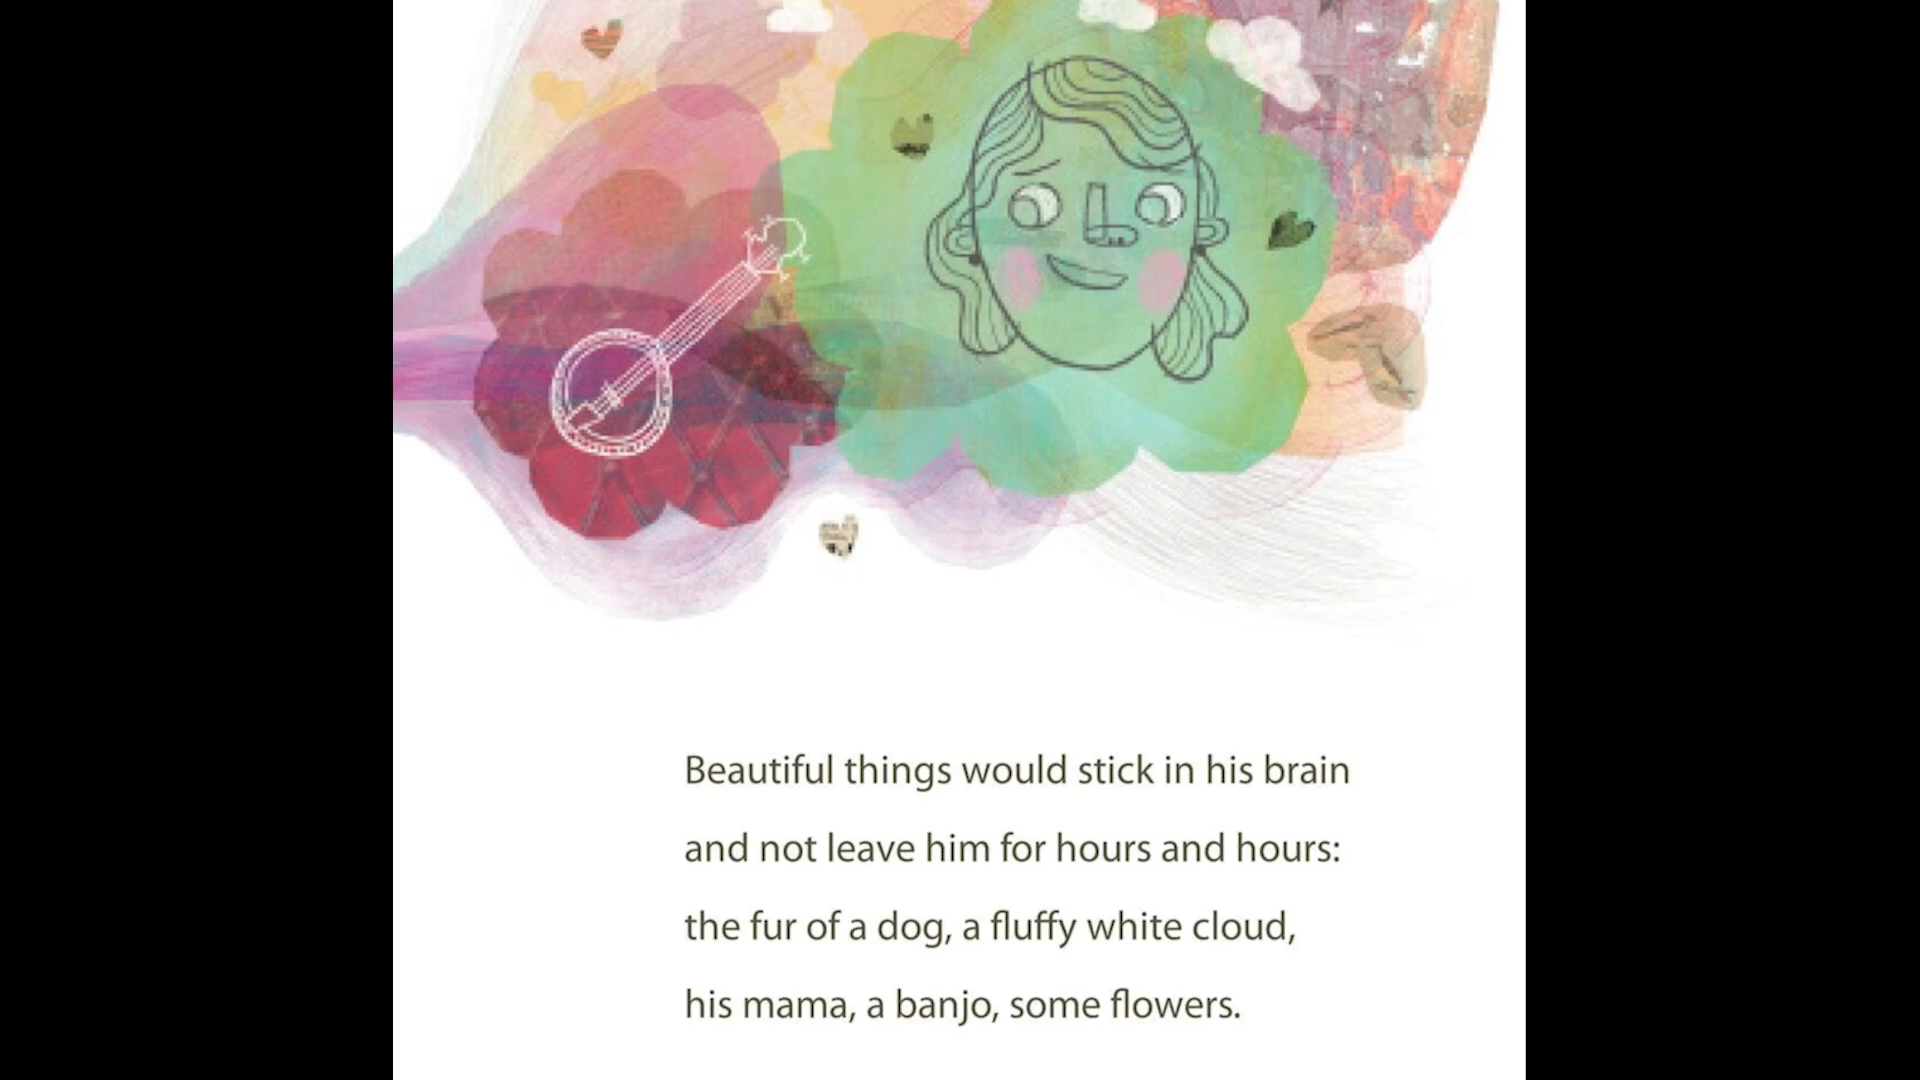 Beautiful things would stick in his brain
and not leave him for hours and hours:
the fur of a dog, a fluffy white cloud,
his mama, a banjo, some flowers.